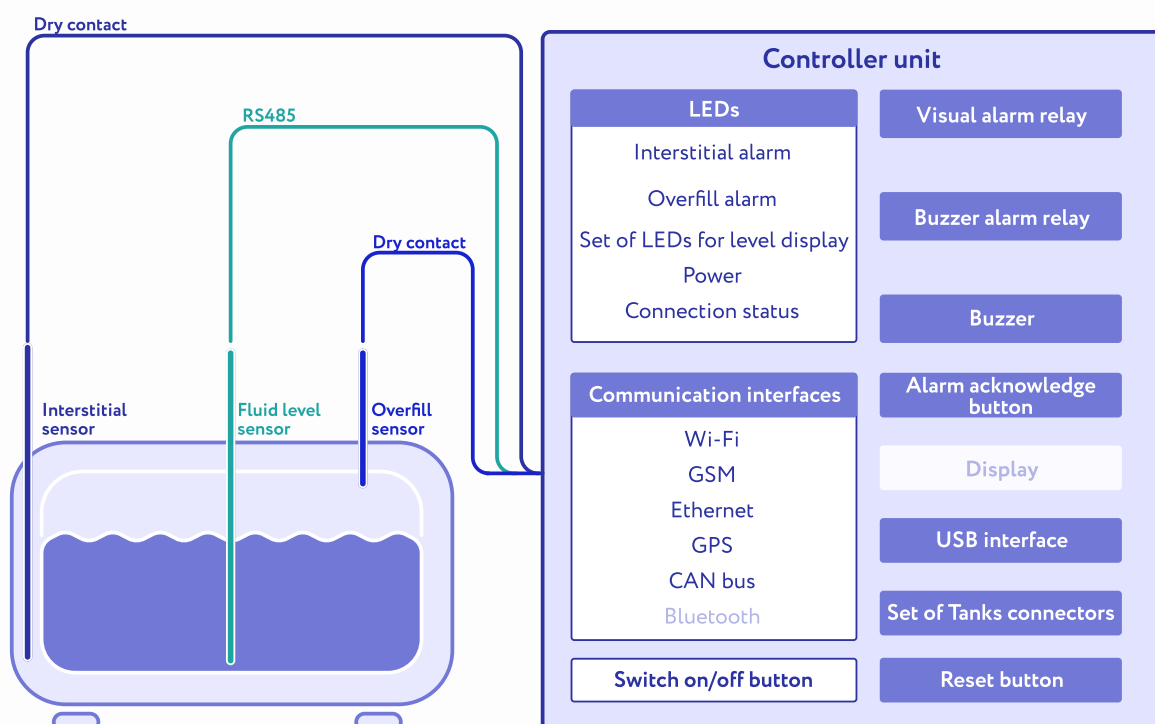 Dry contact
RS485
Dry contact
Interstitial
sensor
Fluid level
sensor
Overfill
sensor
Controller unit
LEDs
Interstitial alarm
Overfill alarm
Set of LEDs for level display
Power
Connection status
Communication interfaces
Wi-Fi
GSM
Ethernet
GPS
CAN bus
Bluetooth
Switch on/off button
Visual alarm relay
Buzzer alarm relay
Buzzer
Alarm acknowledge
button
Display
USB interface
Set of Tanks connectors
Reset button